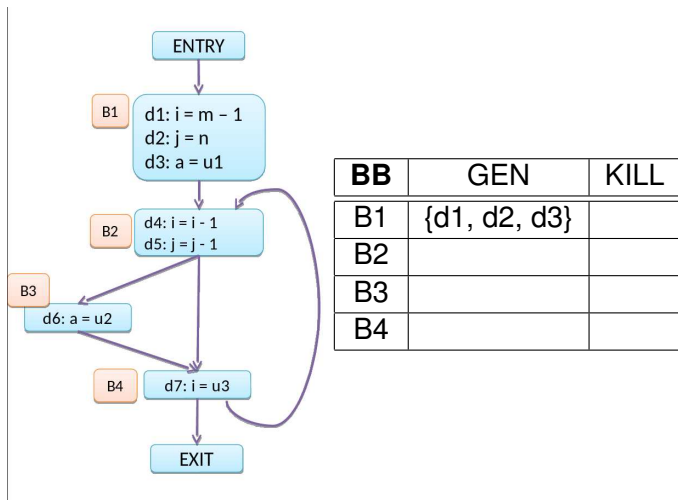 ENTRY
B1
d1: i = m – 1
d2: j = n
d3: a = u1
B2
d4: i = i - 1
d5: j = j - 1
B3
d6: a = u2
B4
d7: i = u3
EXIT
BB GEN KILL
B1 {d1, d2, d3}
B2
B3
B4